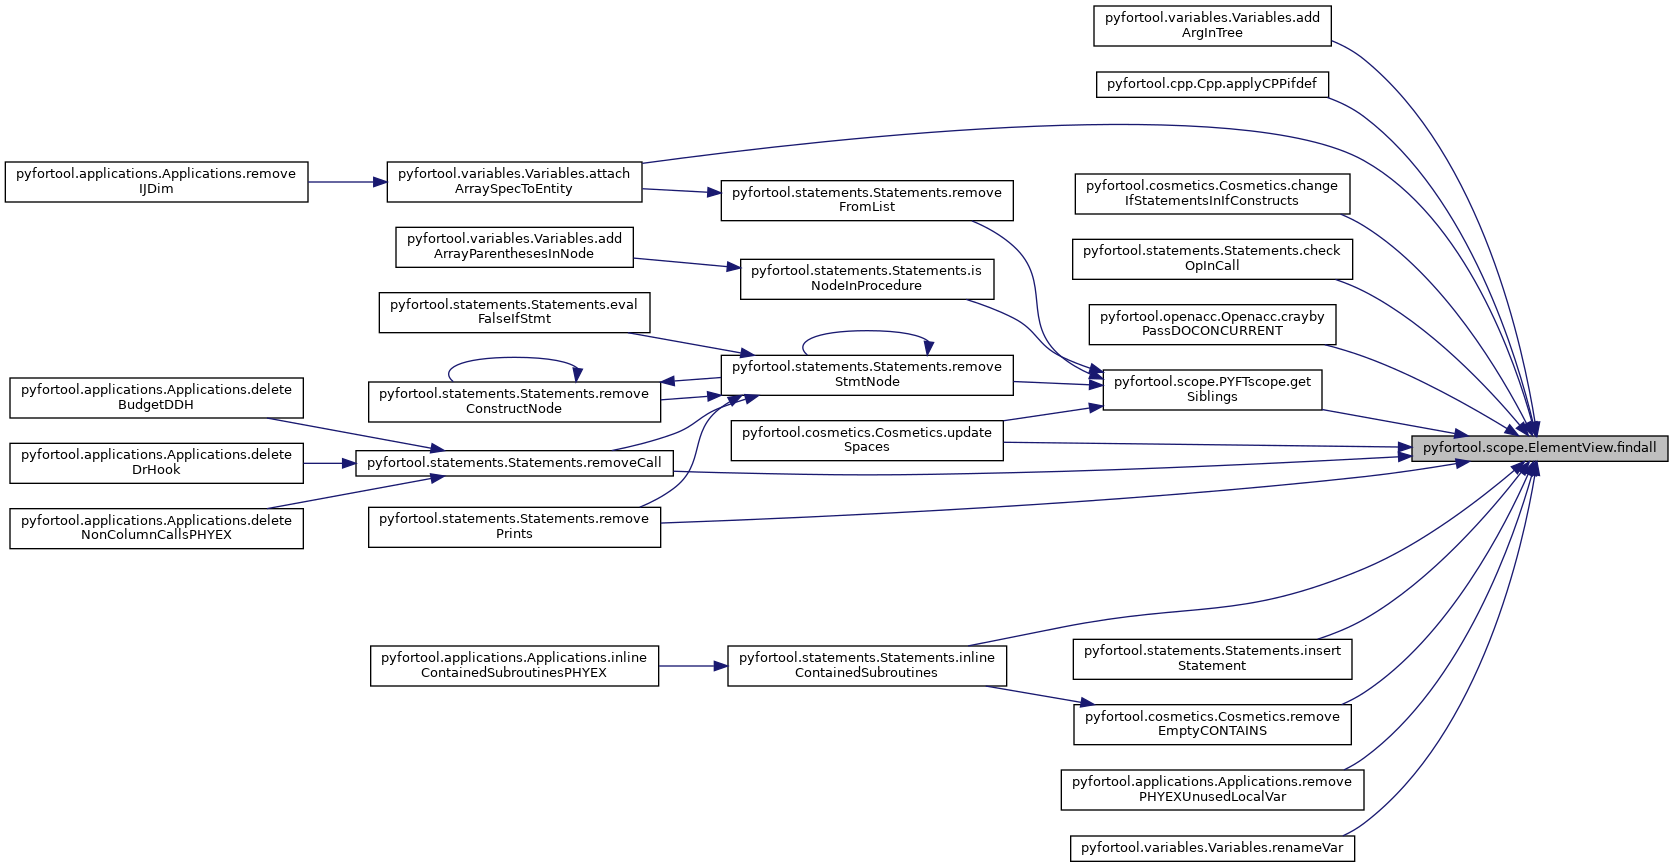 pyfortool.variables.Variables.add
ArgInTree
pyfortool.cpp.Cpp.applyCPPifdef
pyfortool.applications.Applications.remove
IJDim
pyfortool.variables.Variables.attach
ArraySpecToEntity
pyfortool.statements.Statements.remove
FromList
pyfortool.cosmetics.Cosmetics.change
IfStatementsInIfConstructs
pyfortool.variables.Variables.add
ArrayParenthesesInNode
pyfortool.statements.Statements.is
NodeInProcedure
pyfortool.statements.Statements.check
OpInCall
pyfortool.statements.Statements.eval
FalseIfStmt
pyfortool.openacc.Openacc.crayby
PassDOCONCURRENT
pyfortool.statements.Statements.remove
StmtNode
pyfortool.scope.PYFTscope.get
Siblings
pyfortool.applications.Applications.delete
BudgetDDH
pyfortool.statements.Statements.remove
ConstructNode
pyfortool.cosmetics.Cosmetics.update
Spaces
pyfortool.scope.ElementView.findall
pyfortool.applications.Applications.delete
DrHook
pyfortool.statements.Statements.removeCall
pyfortool.applications.Applications.delete
NonColumnCallsPHYEX
pyfortool.statements.Statements.remove
Prints
pyfortool.applications.Applications.inline
ContainedSubroutinesPHYEX
pyfortool.statements.Statements.inline
ContainedSubroutines
pyfortool.statements.Statements.insert
Statement
pyfortool.cosmetics.Cosmetics.remove
EmptyCONTAINS
pyfortool.applications.Applications.remove
PHYEXUnusedLocalVar
pyfortool.variables.Variables.renameVar